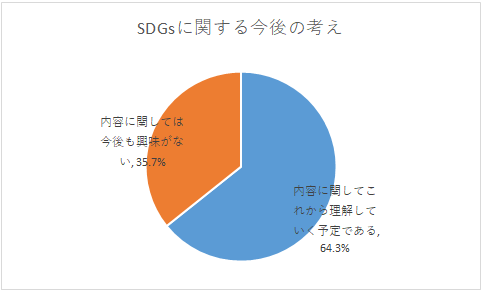 SDGsに関する今後の考え
内容に関しては
今後も興味がな
い, 35.7%
内容に関してこ
れから理解して
いく予定である,
64.3%